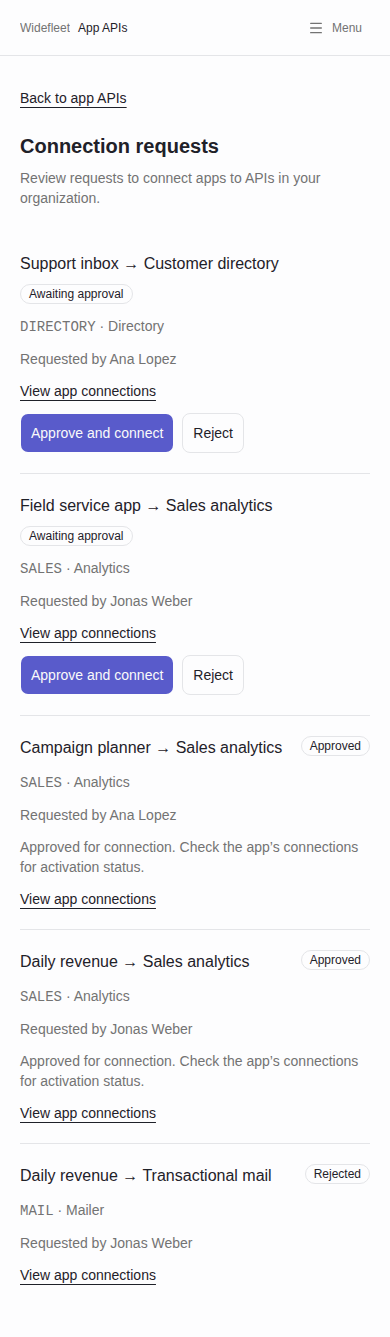 Widefleet App APIs
Menu
Back to app APIs
Connection requests
Review requests to connect apps to APIs in your
organization.
Support inbox → Customer directory
Awaiting approval
DIRECTORY · Directory
Requested by Ana Lopez
View app connections
Approve and connect
Reject
Field service app → Sales analytics
Awaiting approval
SALES · Analytics
Requested by Jonas Weber
View app connections
Approve and connect
Reject
Campaign planner → Sales analytics
Approved
SALES · Analytics
Requested by Ana Lopez
Approved for connection. Check the app’s connections
for activation status.
View app connections
Daily revenue → Sales analytics
Approved
SALES · Analytics
Requested by Jonas Weber
Approved for connection. Check the app’s connections
for activation status.
View app connections
Daily revenue → Transactional mail
Rejected
MAIL · Mailer
Requested by Jonas Weber
View app connections